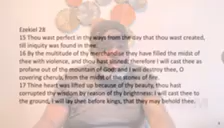 Ezekiel 28
15 Thou wast perfect in thy ways from the day that thou wast created,
till iniquity was found in thee.
16 By the multitude of thy merchandise they have filled the midst of
thee with violence, and thou hast sinned: therefore I will cast thee as
profane out of the mountain of God: and I will destroy thee, O
covering cherub, from the midst of the stones of fire.
17 Thine heart was lifted up because of thy beauty, thou hast
corrupted thy wisdom by reason of thy brightness: I will cast thee to
the ground, I will lay thee before kings, that they may behold thee.